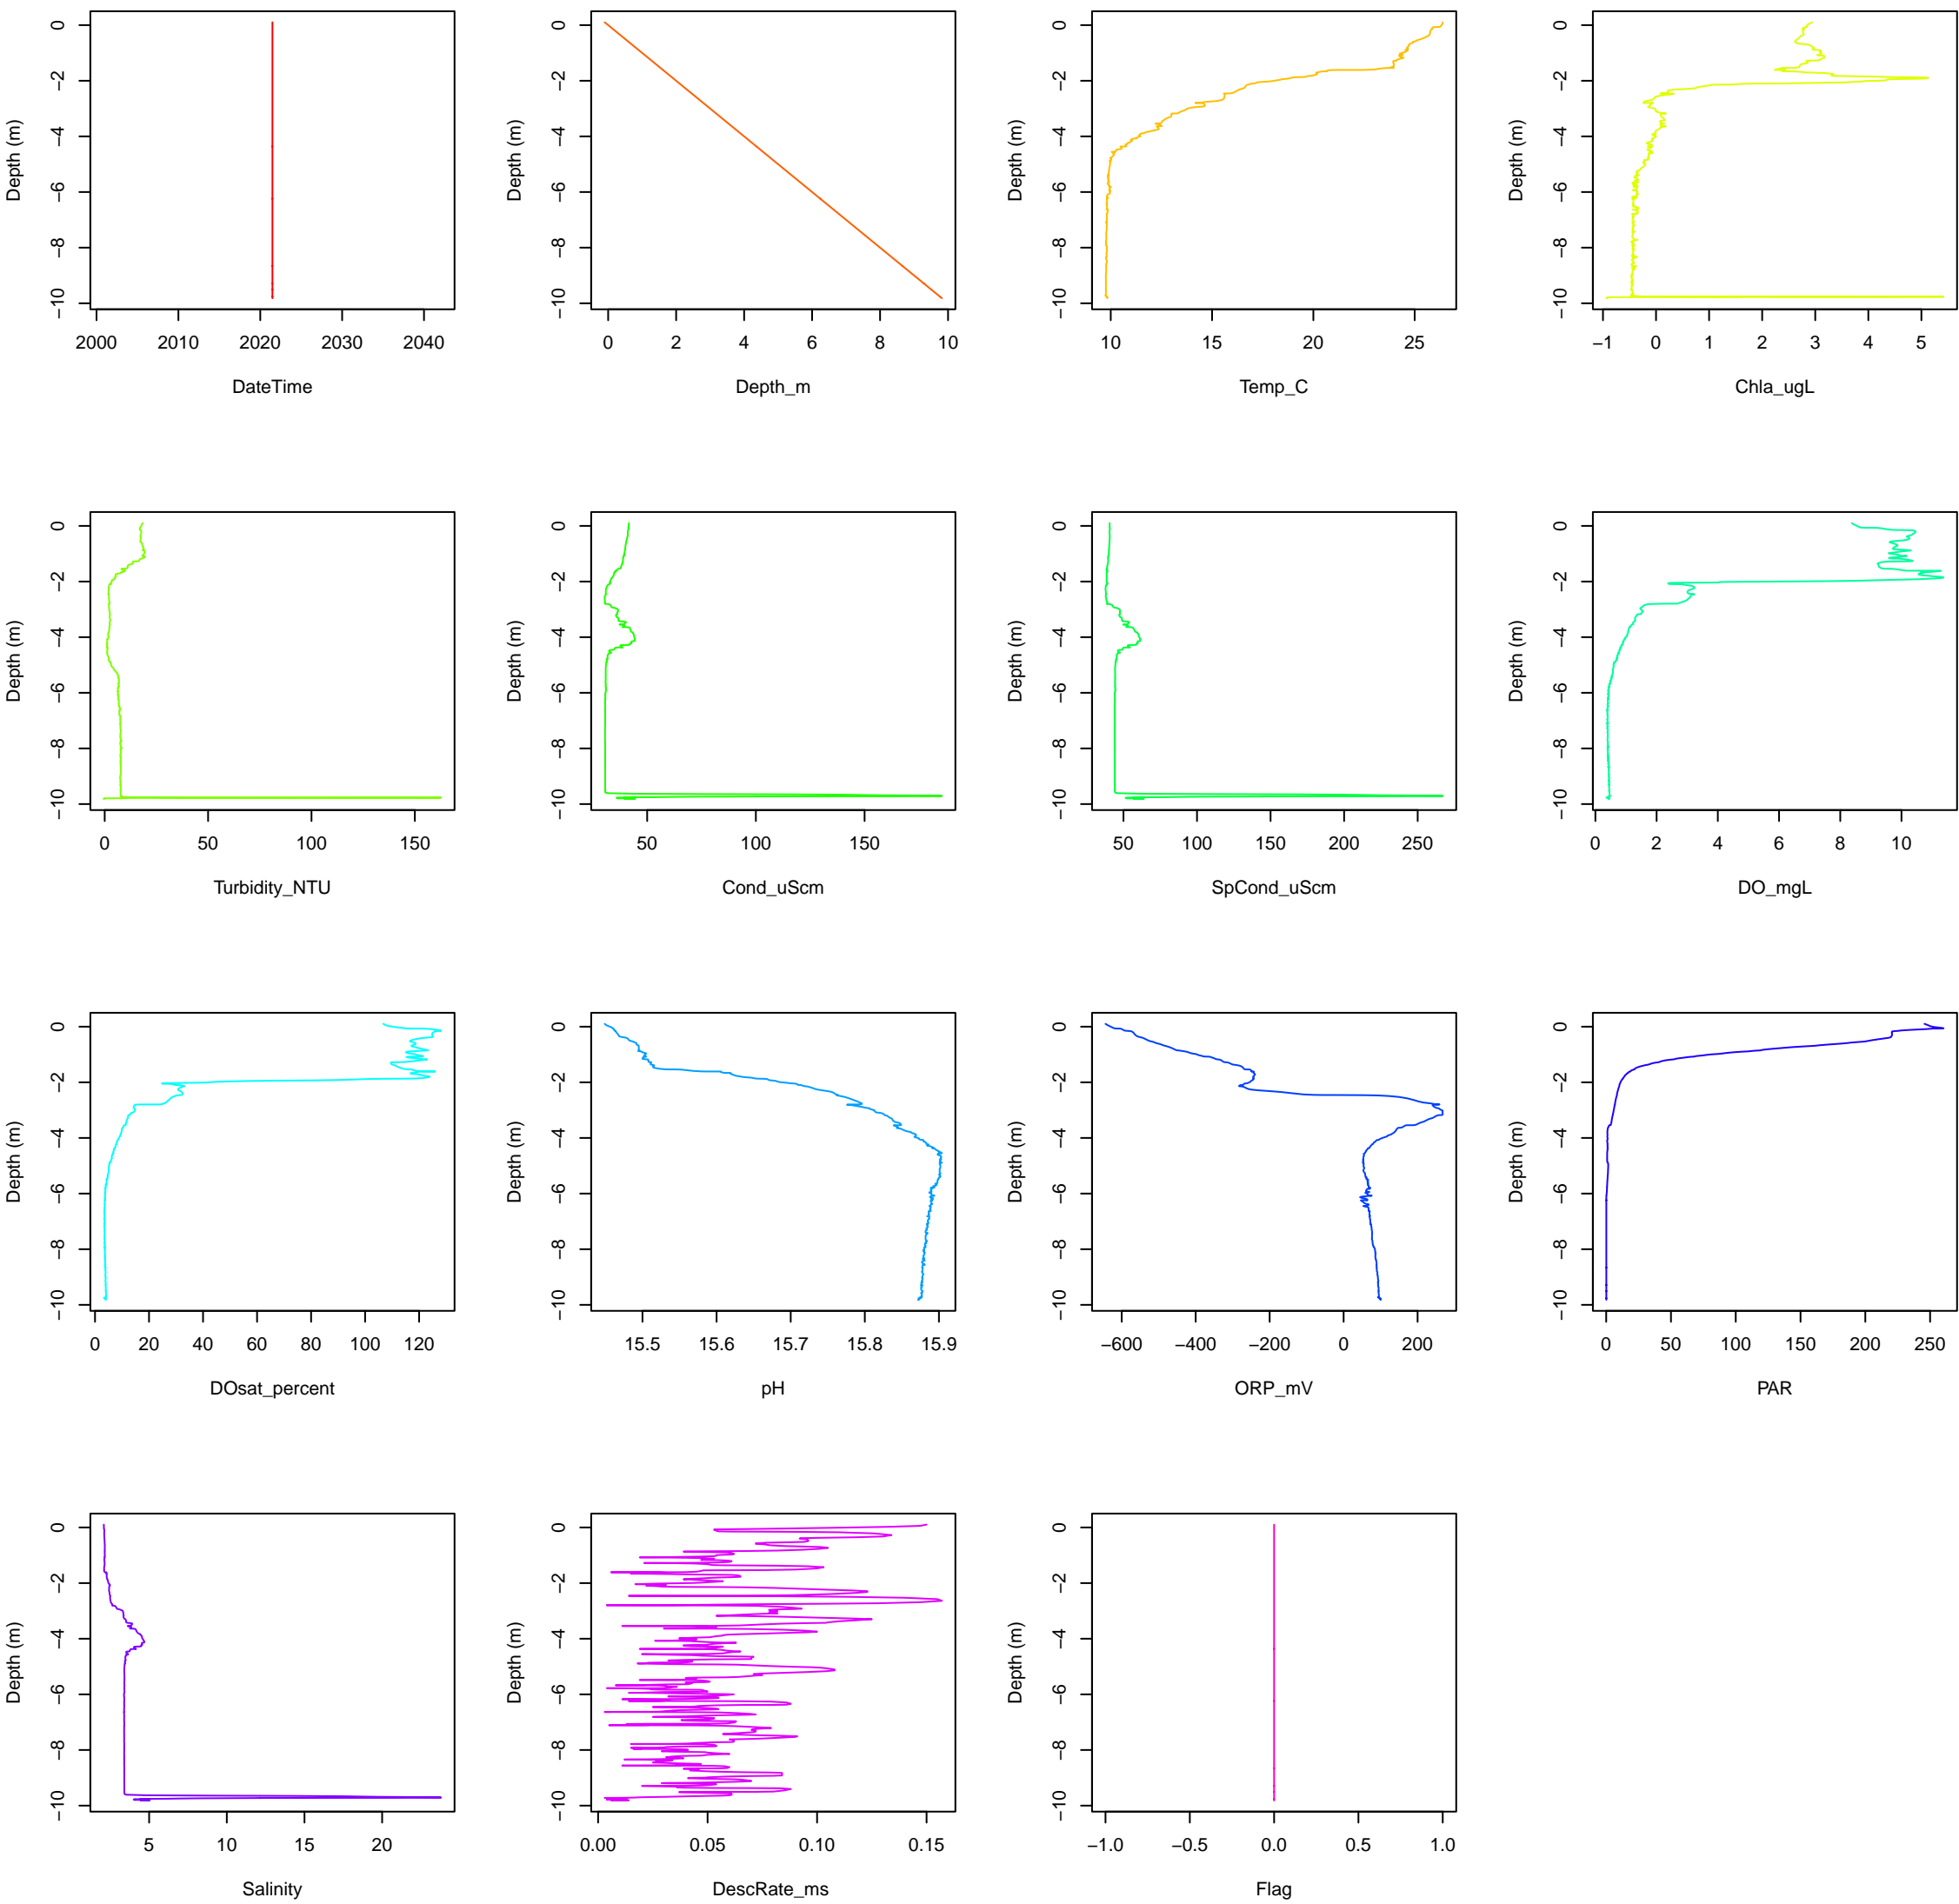 Depth (m)
0
−2
−4
−6
−8
−10
2000 2010 2020 2030 2040
DateTime
Depth (m)
0
−2
−4
−6
−8
−10
0 2 4 6 8 10
Depth_m
Depth (m)
0
−2
−4
−6
−8
−10
10 15 20 25
Temp_C
Depth (m)
0
−2
−4
−6
−8
−10
−1 0 1 2 3 4 5
Chla_ugL
Depth (m)
0
−2
−4
−6
−8
−10
0 50 100 150
Turbidity_NTU
Depth (m)
0
−2
−4
−6
−8
−10
50 100 150
Cond_uScm
Depth (m)
0
−2
−4
−6
−8
−10
50 100 150 200 250
SpCond_uScm
Depth (m)
0
−2
−4
−6
−8
−10
0 2 4 6 8 10
DO_mgL
Depth (m)
0
−2
−4
−6
−8
−10
0 20 40 60 80 100 120
DOsat_percent
Depth (m)
0
−2
−4
−6
−8
−10
15.5 15.6 15.7 15.8 15.9
pH
Depth (m)
0
−2
−4
−6
−8
−10
−600 −400 −200 0 200
ORP_mV
Depth (m)
0
−2
−4
−6
−8
−10
0 50 100 150 200 250
PAR
Depth (m)
0
−2
−4
−6
−8
−10
5 10 15 20
Salinity
Depth (m)
0
−2
−4
−6
−8
−10
0.00 0.05 0.10 0.15
DescRate_ms
Depth (m)
0
−2
−4
−6
−8
−10
−1.0 −0.5 0.0 0.5 1.0
Flag